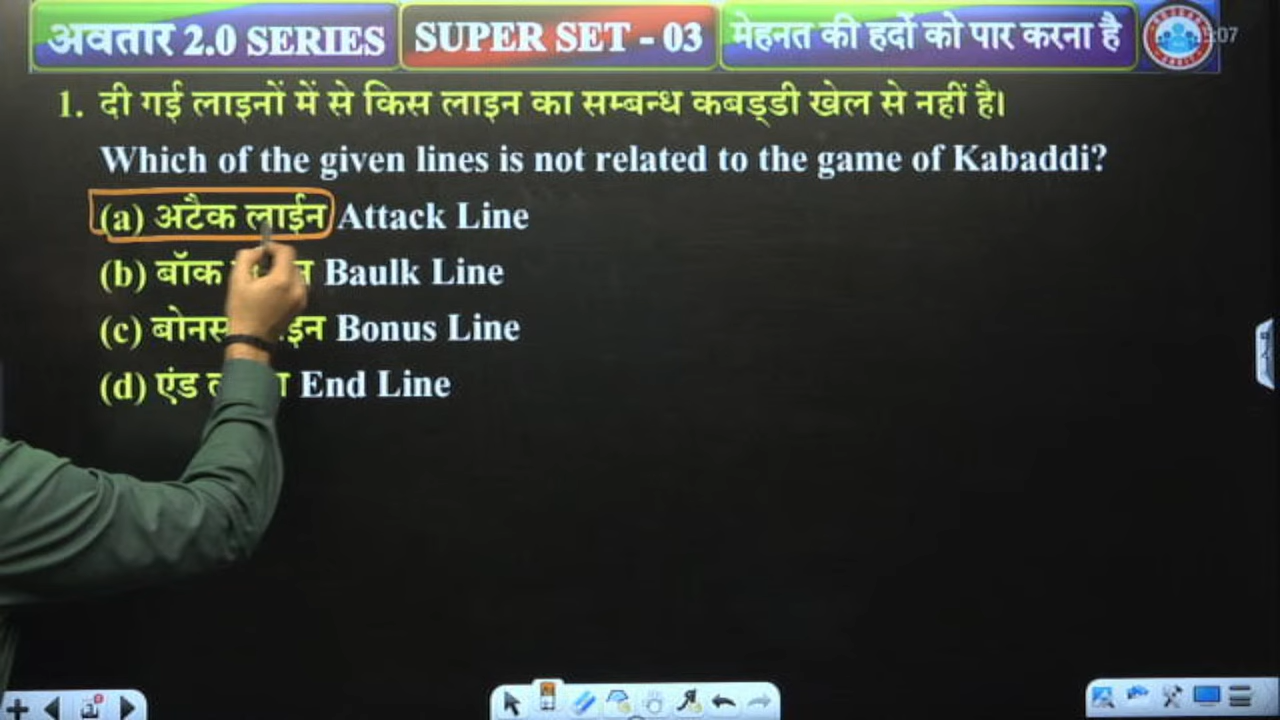 अवतार 2.0 SERIES SUPER SET - 03 मेहनत की हदों को पार करना है
1. दी गई लाइनों में से किस लाइन का सम्बन्ध कबड्डी खेल से नहीं है।
Which of the given lines is not related to the game of Kabaddi?
(a) अटैक लाईन Attack Line
(b) बॉक Baulk Line
(c) बोनस Bonus Line
(d) एंड End Line